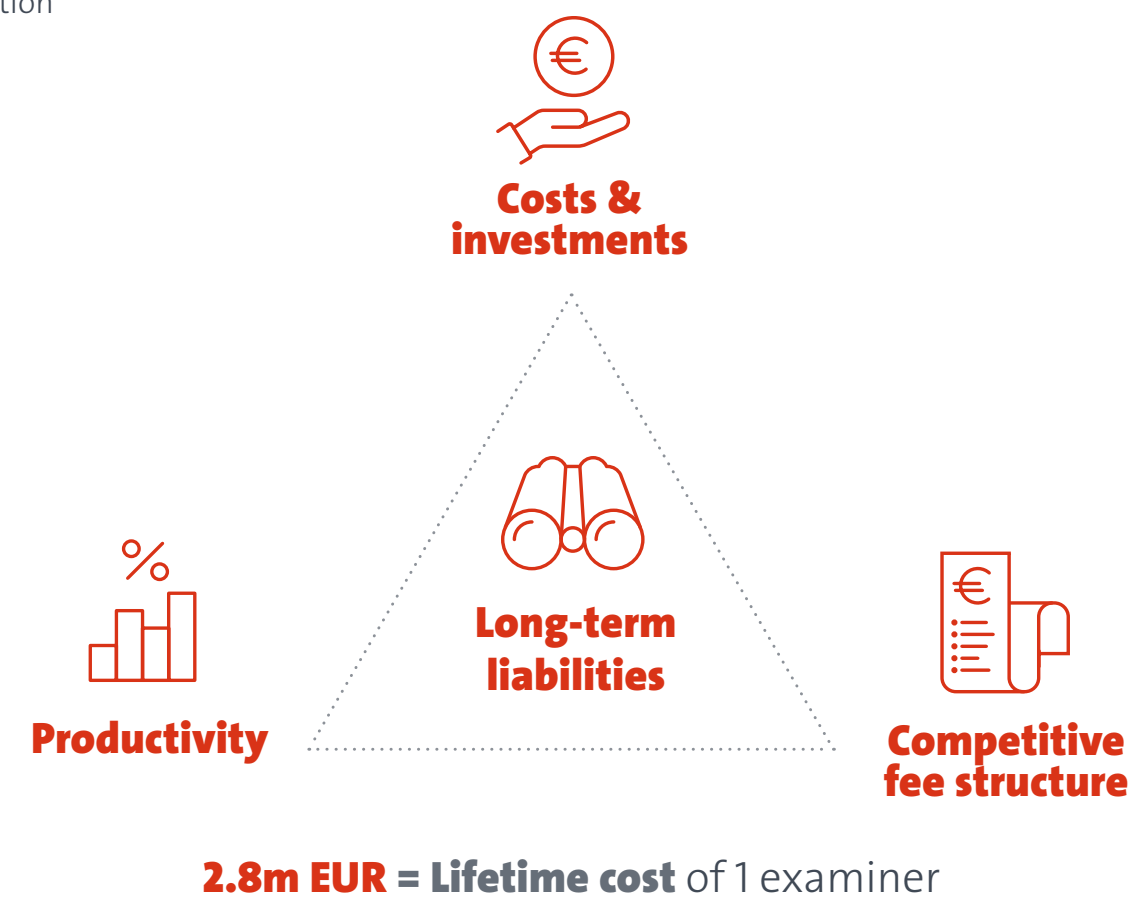 Costs &
investments
Long-term
liabilities
Productivity
Competitive
fee structure
2.8m EUR = Lifetime cost of 1 examiner